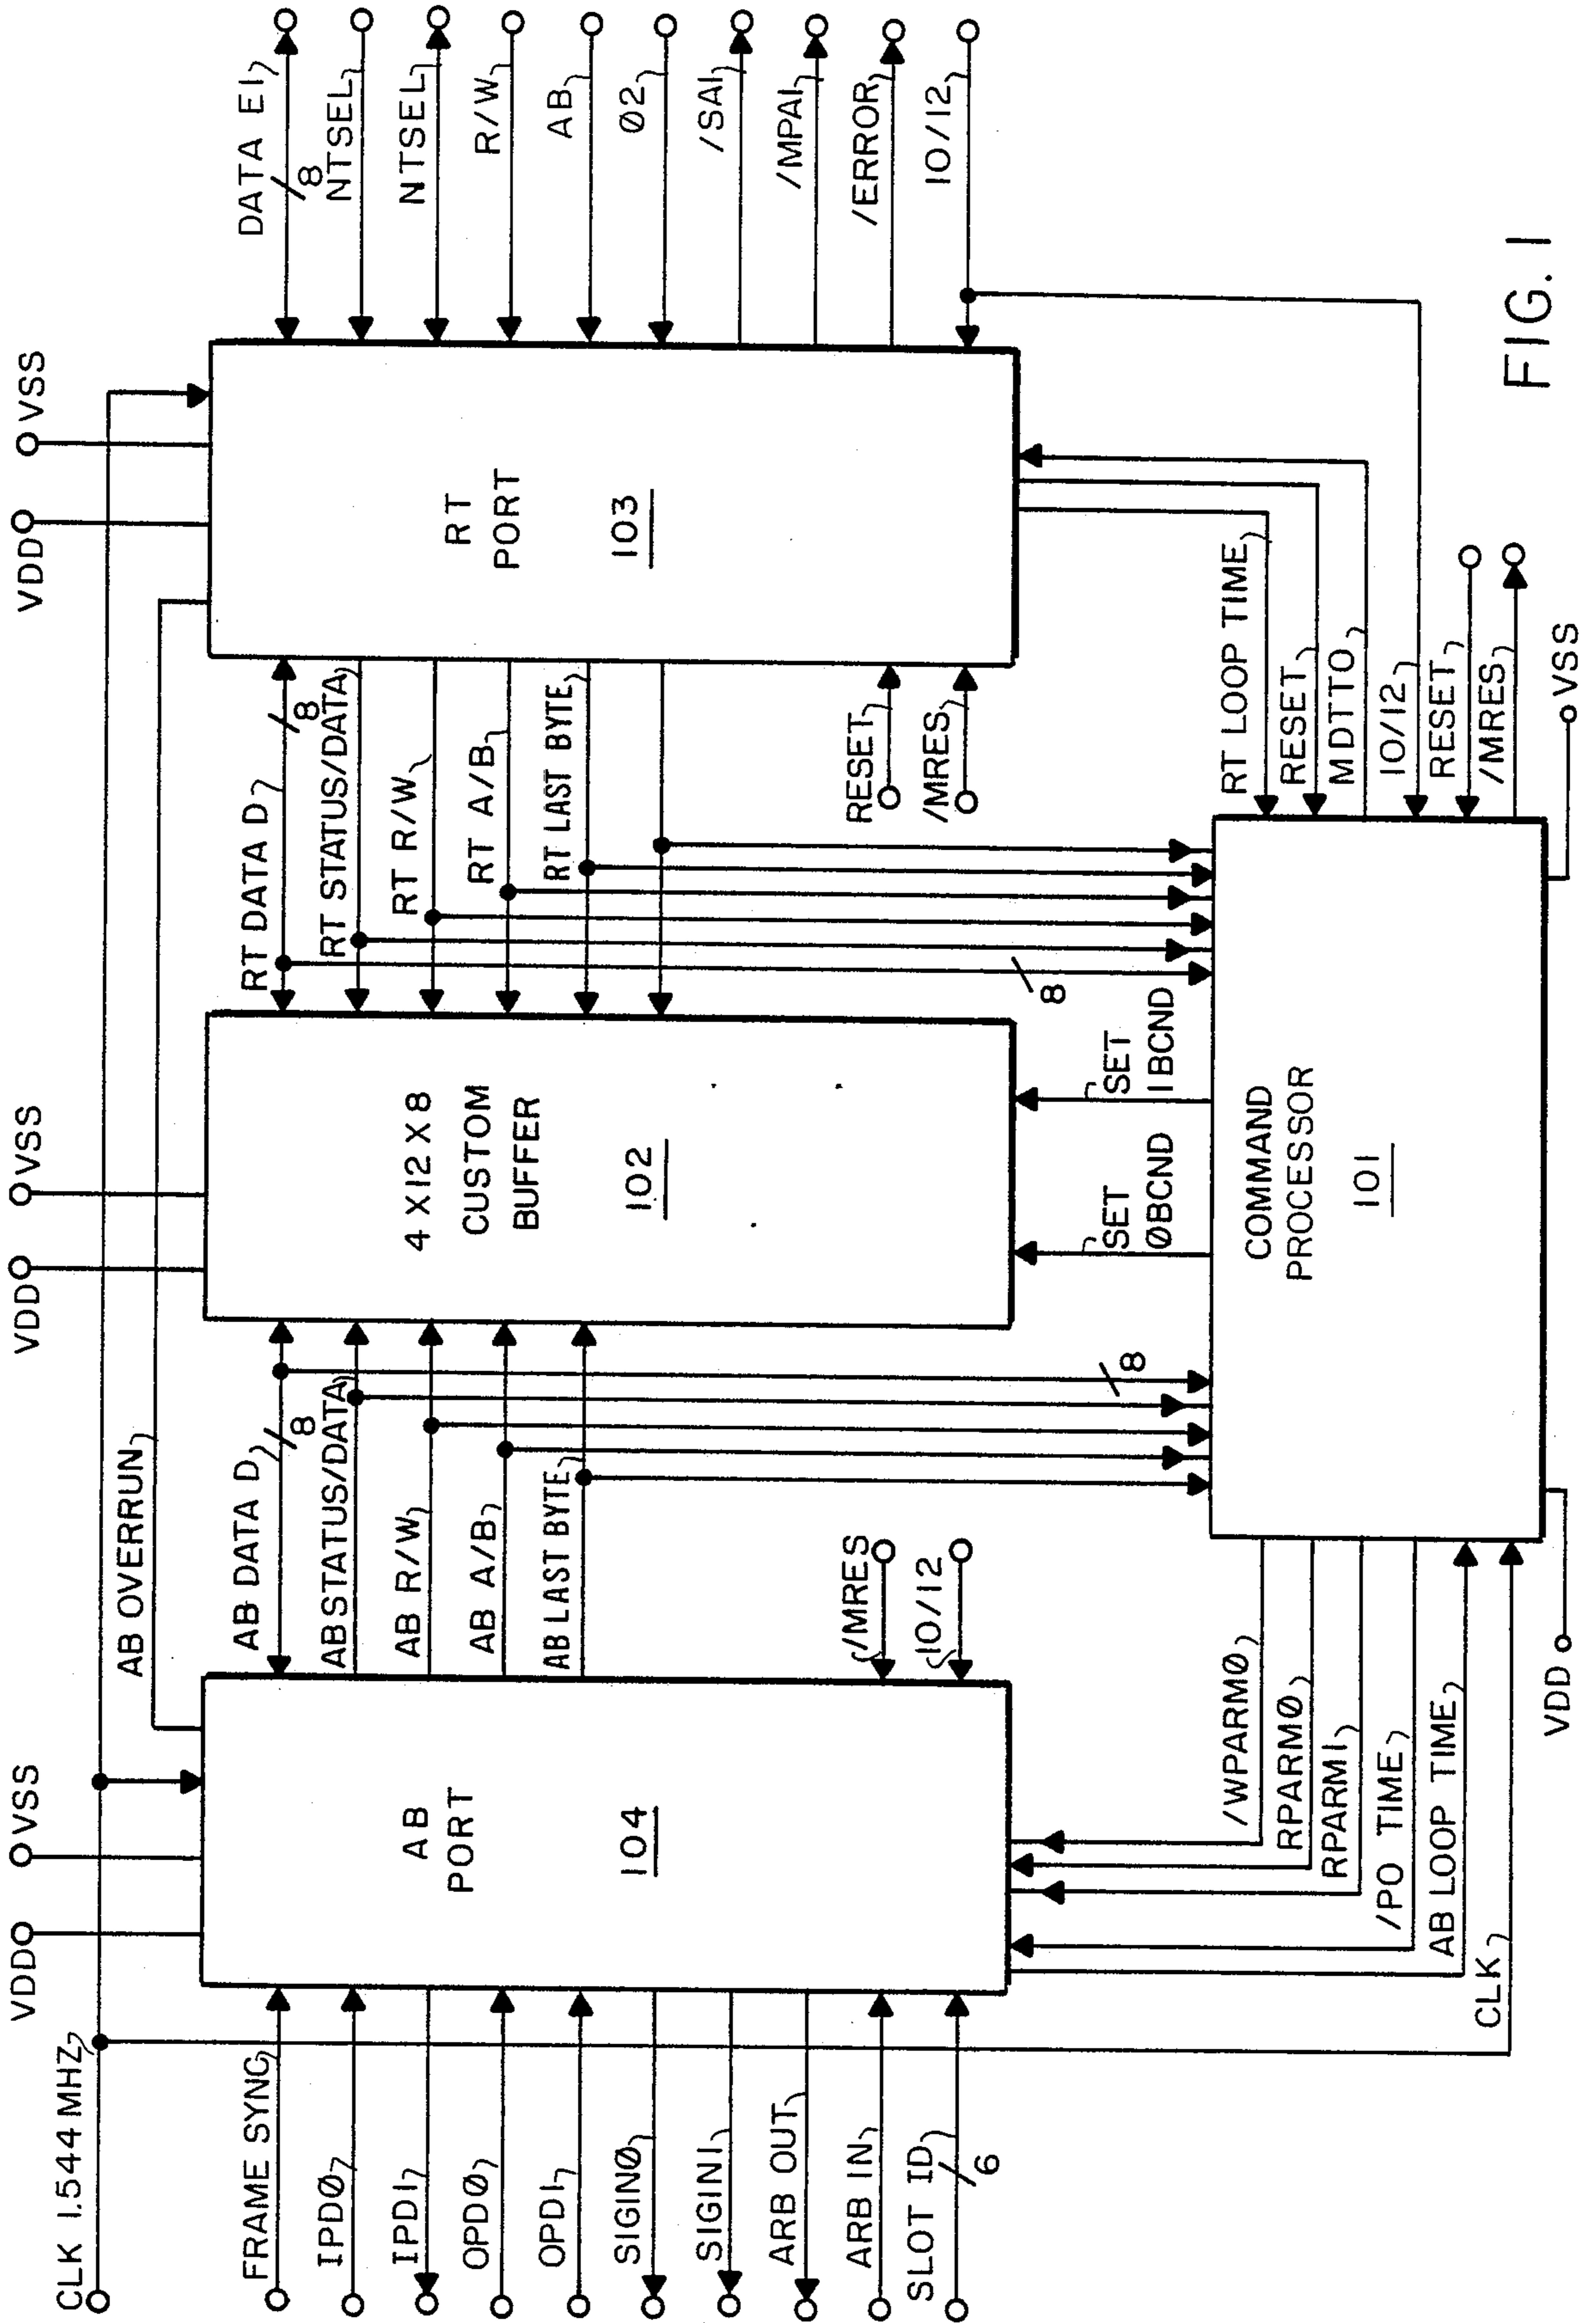 CLK 1.544 MHZ
VDD
VSS
VDD
VSS
VDD
VSS
AB OVERRUN
FRAME SYNC
IPDØ
IPD1
OPDØ
OPD1
SIGINØ
SIGIN1
ARB OUT
ARB IN
SLOT ID
6
AB
PORT
104
AB DATA D
8
AB STATUS/DATA
AB R/W
AB A/B
AB LAST BYTE
/MRES
10/12
4 X 12 X 8
CUSTOM
BUFFER
102
RT DATA D
8
RT STATUS/DATA
RT R/W
RT A/B
RT LAST BYTE
RESET
/MRES
RT
PORT
103
DATA E1
8
NTSEL
NTSEL
R/W
AB
Ø2
/SAI
/MPAI
/ERROR
10/12
/WPARMØ
RPARMØ
RPARM1
/PO TIME
AB LOOP TIME
CLK
8
SET
ØBCND
SET
IBCND
8
COMMAND
PROCESSOR
101
RT LOOP TIME
RESET
MDTTO
10/12
RESET
/MRES
VDD
VSS
FIG. 1